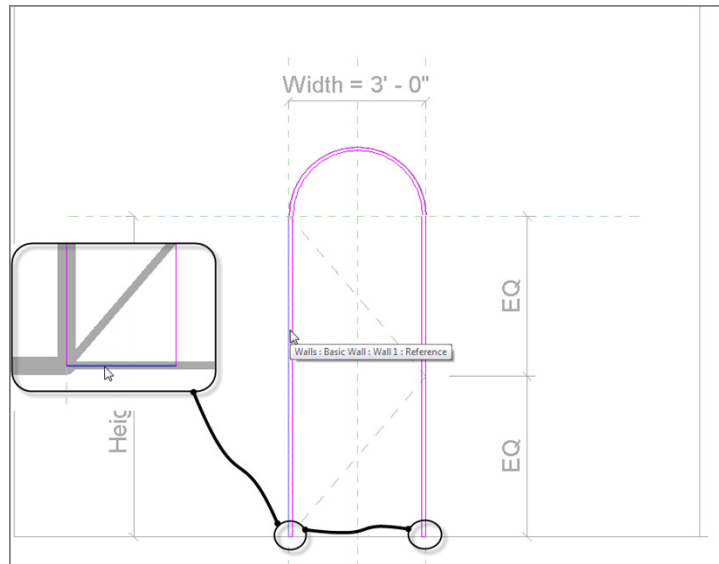 Width = 3' - 0"
EQ
Walls : Basic Wall : Wall 1 : Reference
EQ